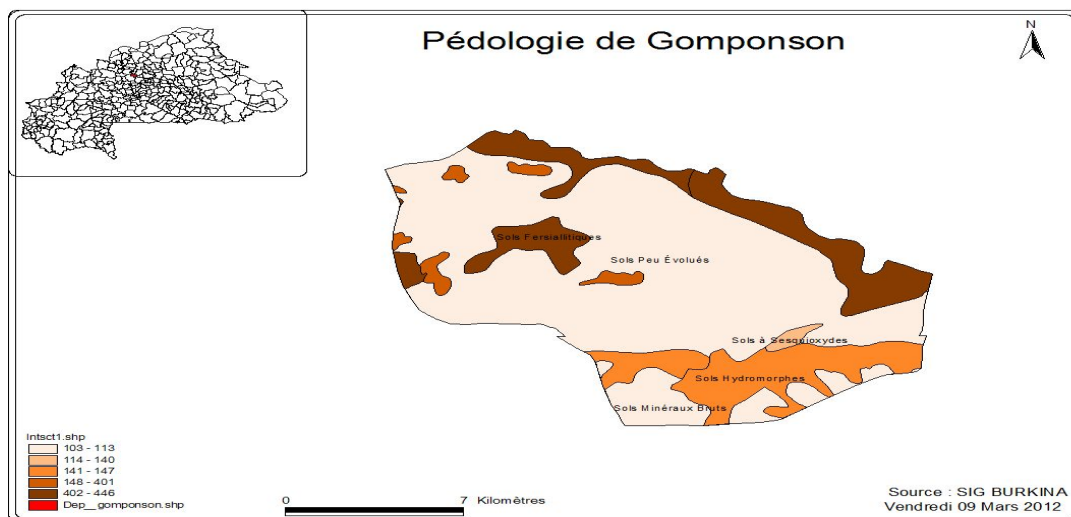 Pédologie de Gomponson
N
Sols Fersiallitiques
Sols Peu Évolués
Sols à Sesquioxydes
Sols Hydromorphes
Sols Minéraux Bruts
Intsct1.shp
103 - 113
114 - 140
141 - 147
148 - 401
402 - 446
Dep__gomponson.shp
0 7 Kilomètres
Source : SIG BURKINA
Vendredi 09 Mars 2012